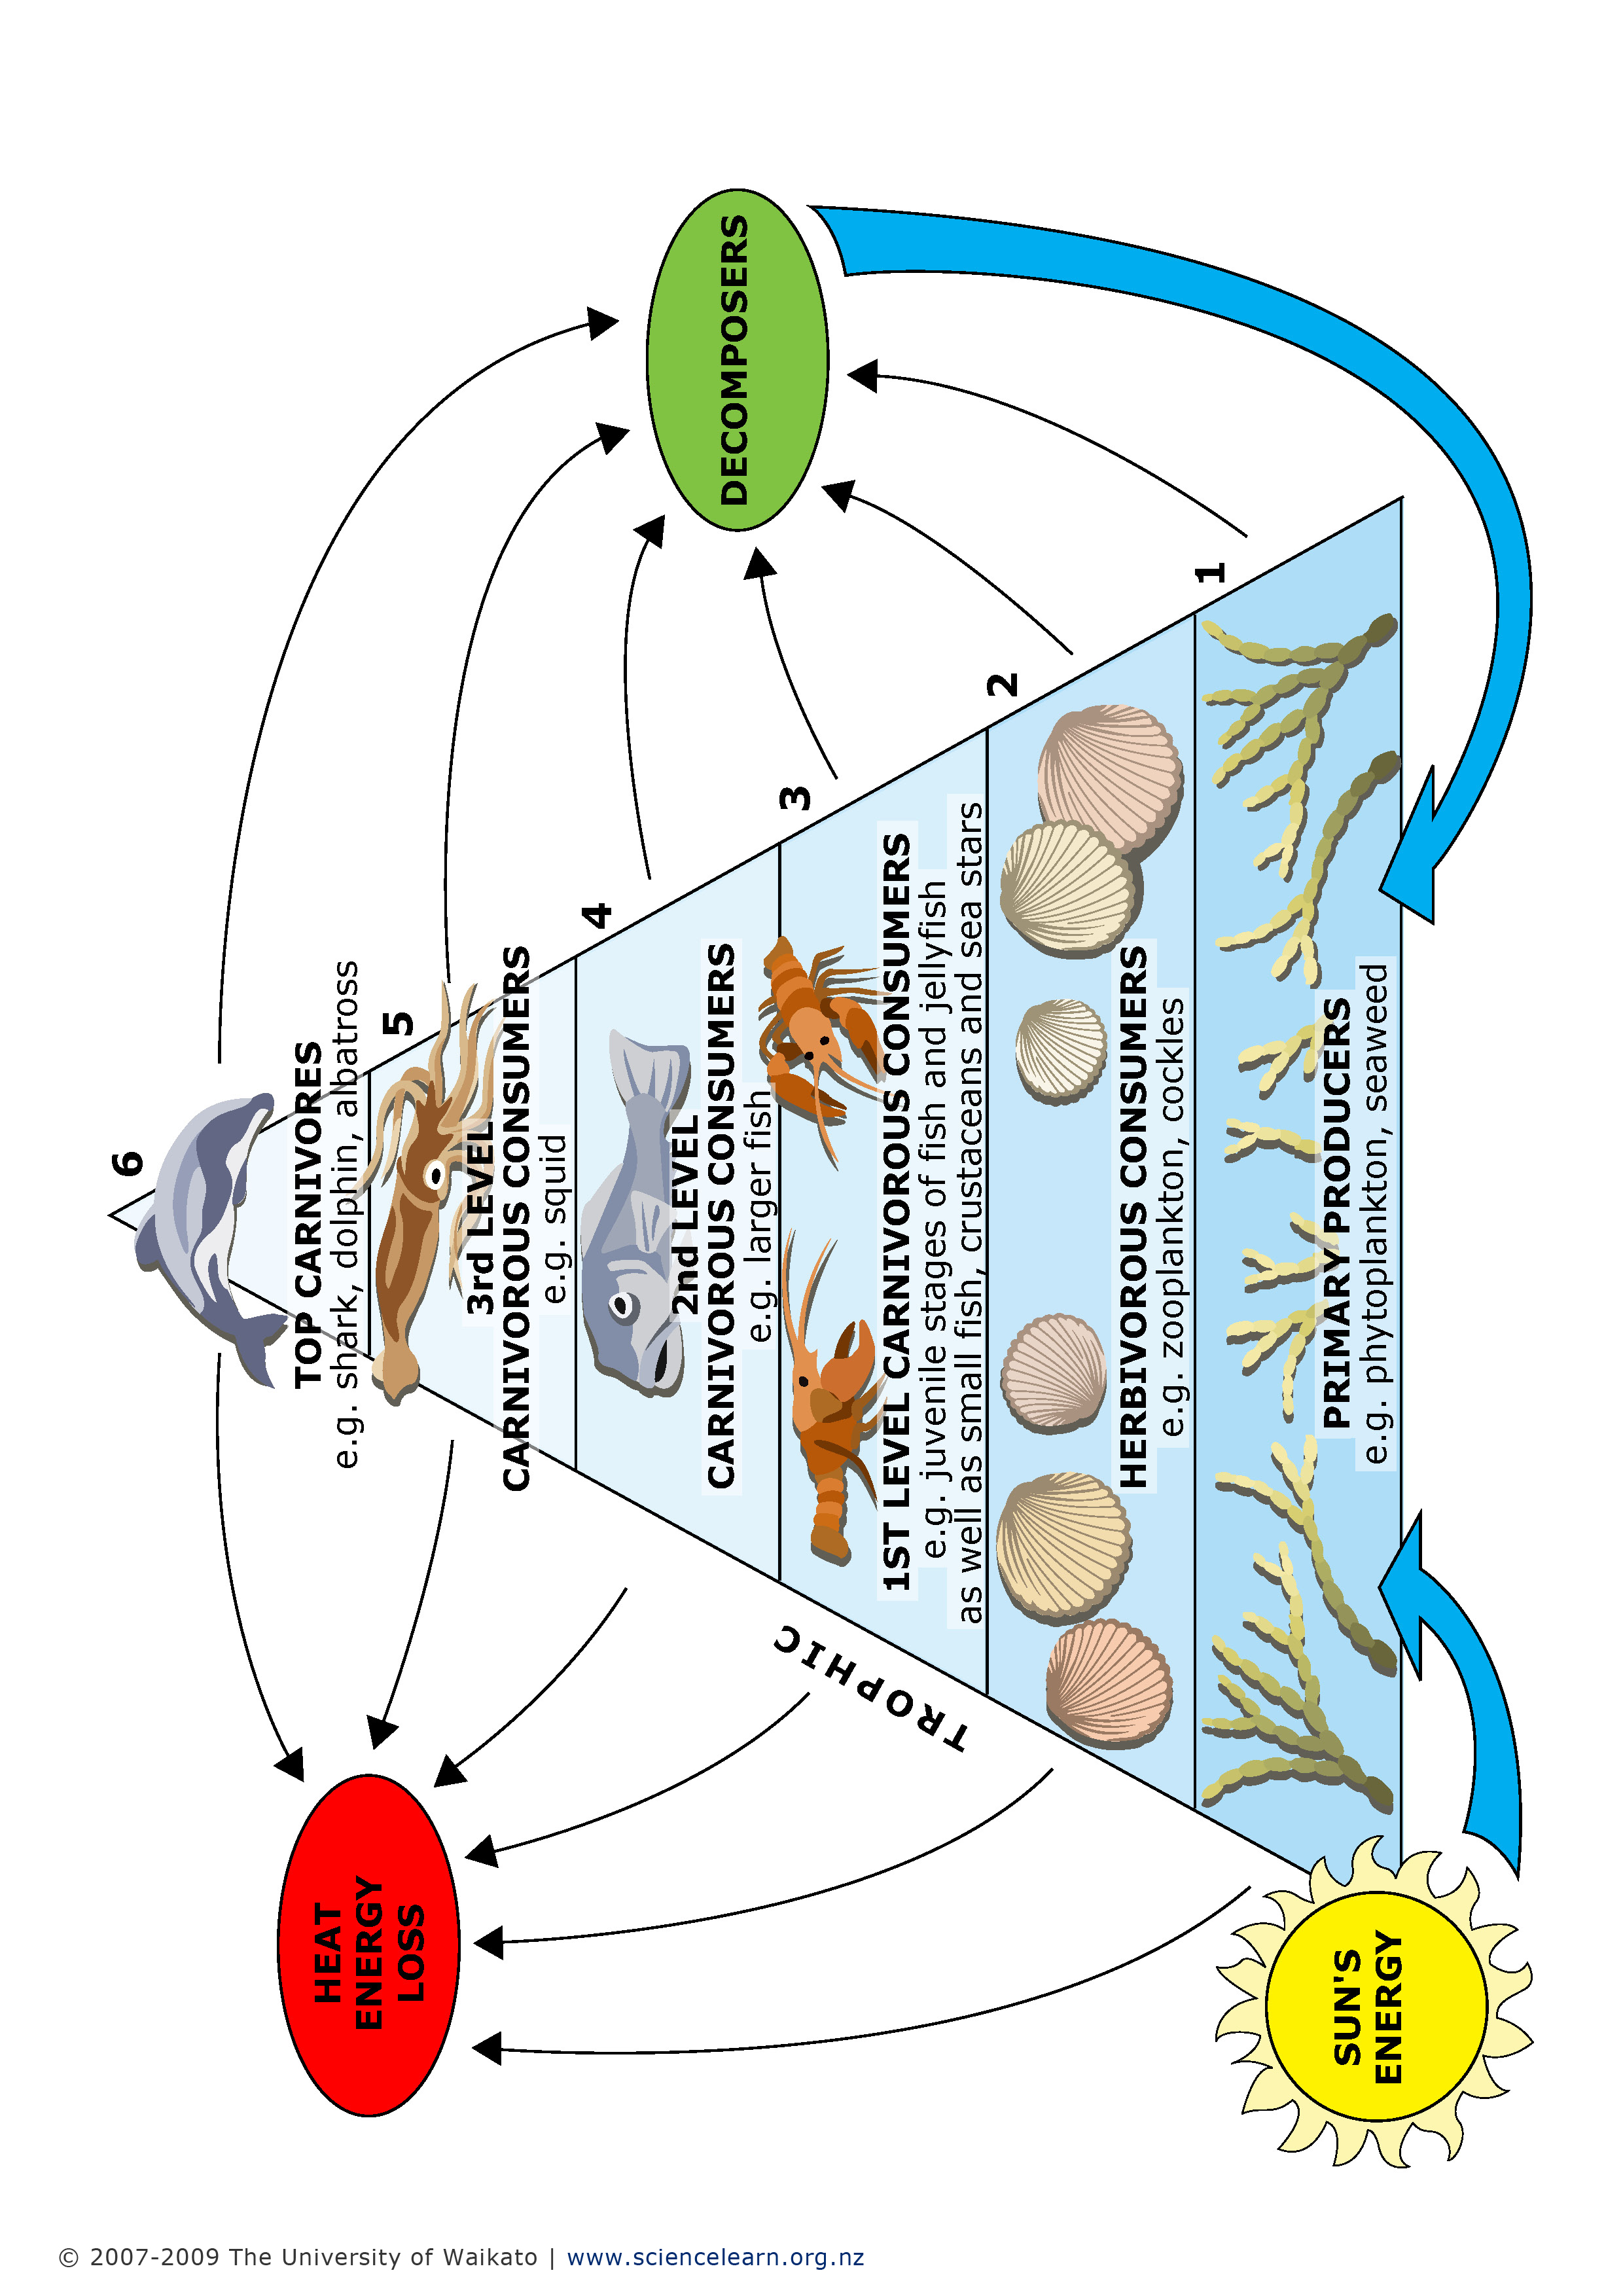 6
TOP CARNIVORES
e.g. shark, dolphin, albatross
5
3rd LEVEL
CARNIVOROUS CONSUMERS
e.g. squid
4
2nd LEVEL
CARNIVOROUS CONSUMERS
e.g. larger fish
3
1ST LEVEL CARNIVOROUS CONSUMERS
e.g. juvenile stages of fish and jellyfish
as well as small fish, crustaceans and sea stars
2
HERBIVOROUS CONSUMERS
e.g. zooplankton, cockles
1
PRIMARY PRODUCERS
e.g. phytoplankton, seaweed
TROPHIC
HEAT
ENERGY
LOSS
DECOMPOSERS
SUN'S
ENERGY
© 2007-2009 The University of Waikato | www.sciencelearn.org.nz